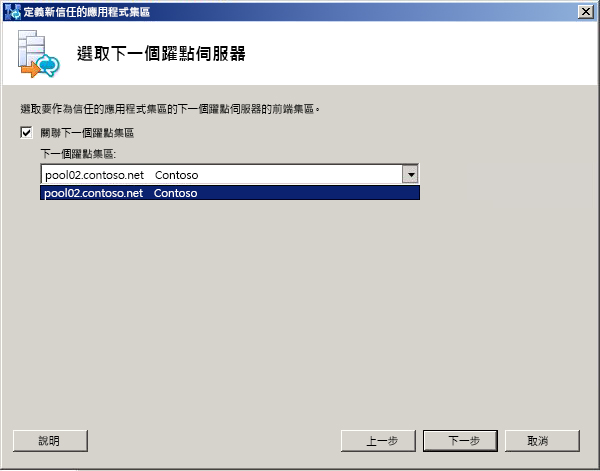 定義新信任的應用程式集區
選取下一個躍點伺服器
選取要作為信任的應用程式集區的下一個躍點伺服器的前端集區。
關聯下一個躍點集區
下一個躍點集區:
pool02.contoso.net Contoso
pool02.contoso.net Contoso
說明 上一步 下一步 取消